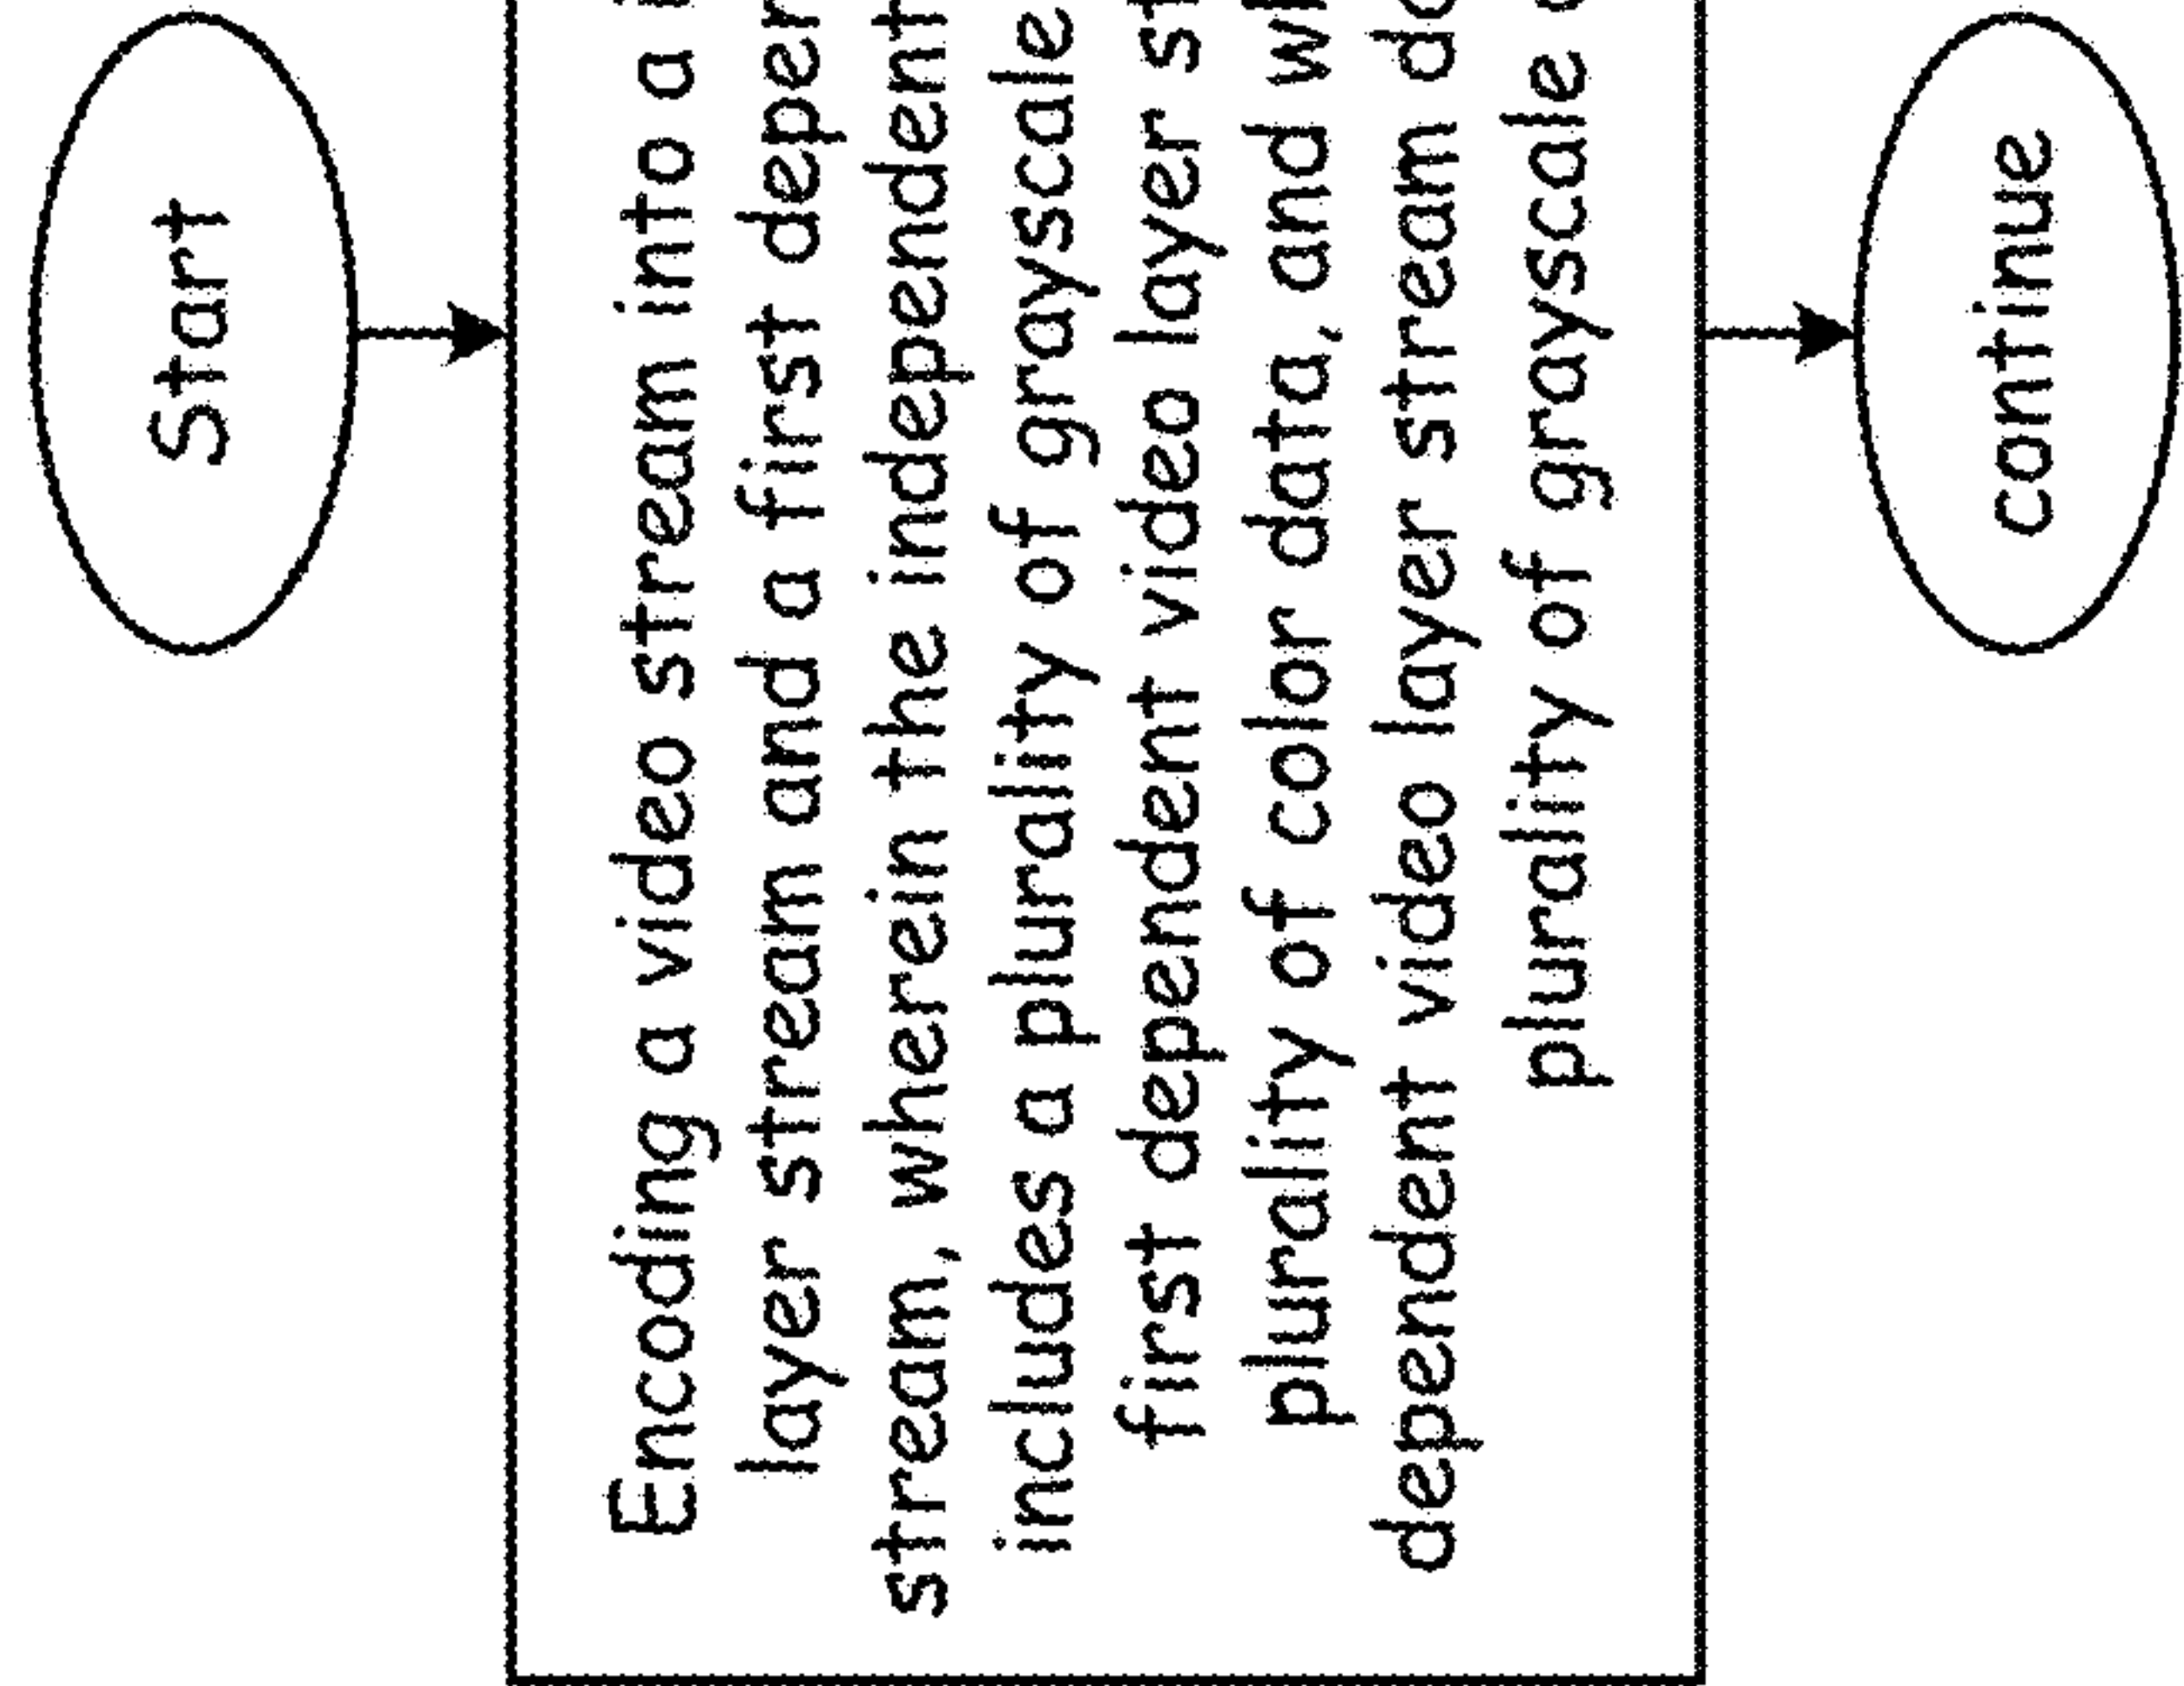 Start
Encoding a video stream into a
layer stream and a first
stream, wherein the independent
includes a plurality of grayscale
first dependent video layer
plurality of color data, and
dependent video layer stream
plurality of grayscale
continue